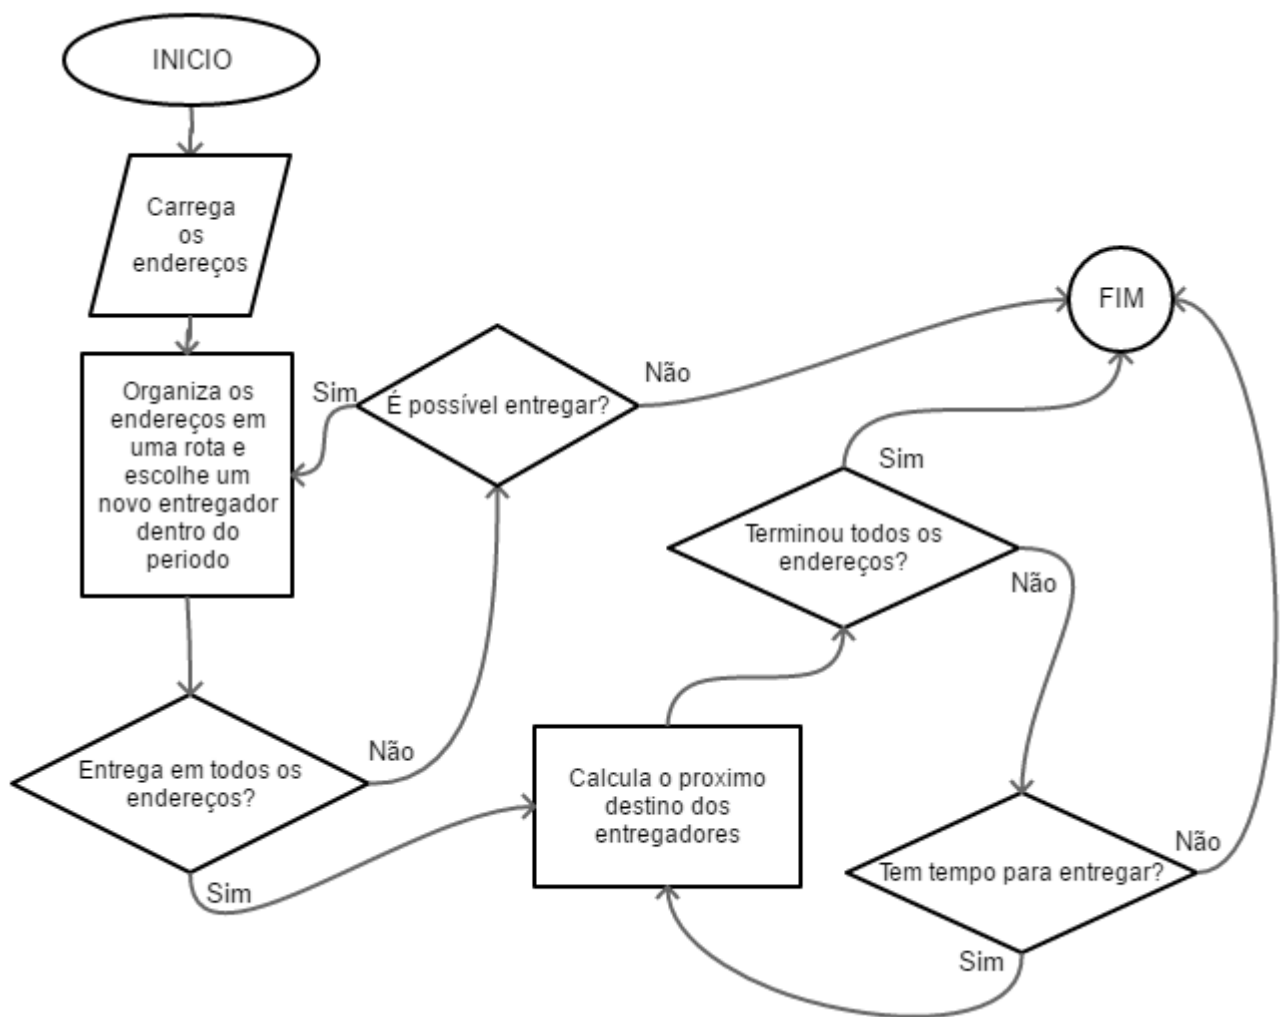 INICIO
Carrega
os
endereços
Organiza os
endereços em
uma rota e
escolhe um
novo entregador
dentro do
periodo
Sim
É possível entregar?
Não
FIM
Sim
Terminou todos os
endereços?
Não
Entrega em todos os
endereços?
Não
Sim
Calcula o proximo
destino dos
entregadores
Tem tempo para entregar?
Não
Sim